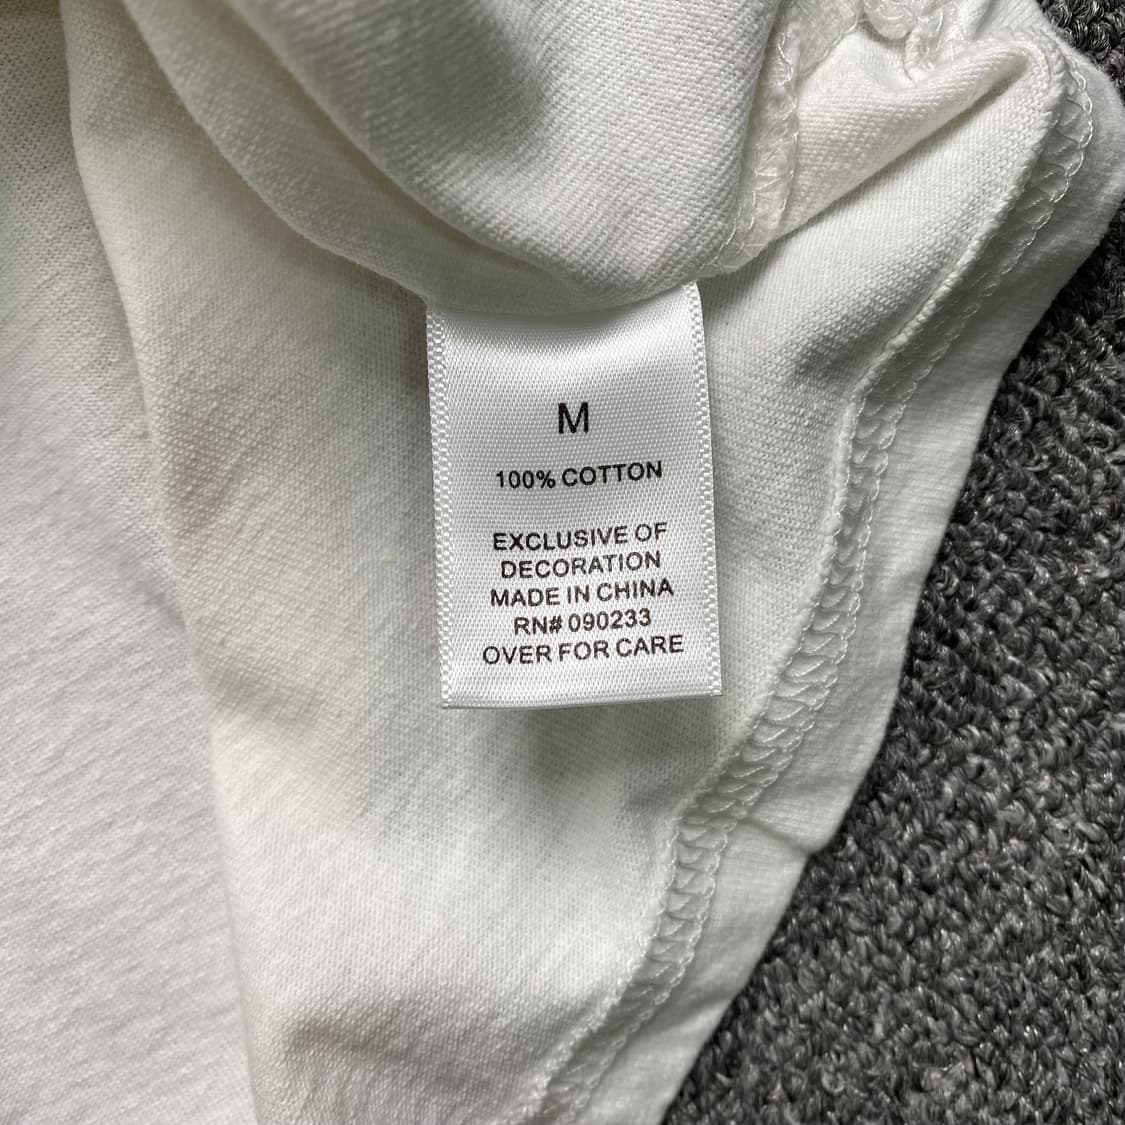 M
100% COTTON
EXCLUSIVE OF
DECORATION
MADE IN CHINA
RN# 090233
OVER FOR CARE